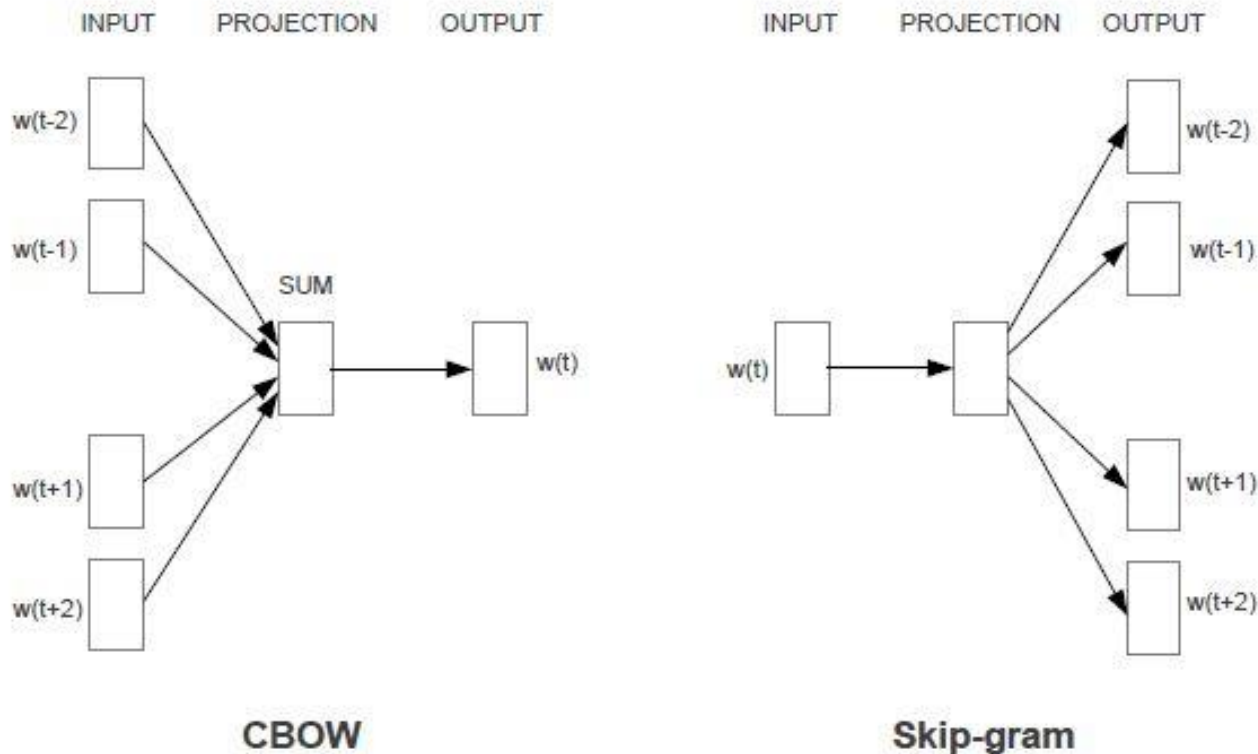 INPUT PROJECTION OUTPUT
w(t-2)
w(t-1)
SUM
w(t)
w(t+1)
w(t+2)
CBOW
INPUT PROJECTION OUTPUT
w(t-2)
w(t-1)
w(t)
w(t+1)
w(t+2)
Skip-gram